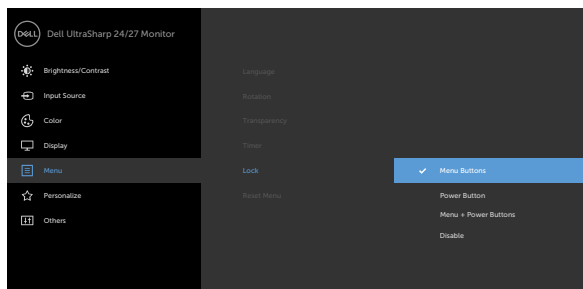 DELL
Dell UltraSharp 24/27 Monitor
Brightness/Contrast
Input Source
Color
Display
Menu
Personalize
Others
Language
Rotation
Transparency
Timer
Lock
Reset Menu
Menu Buttons
Power Button
Menu + Power Buttons
Disable